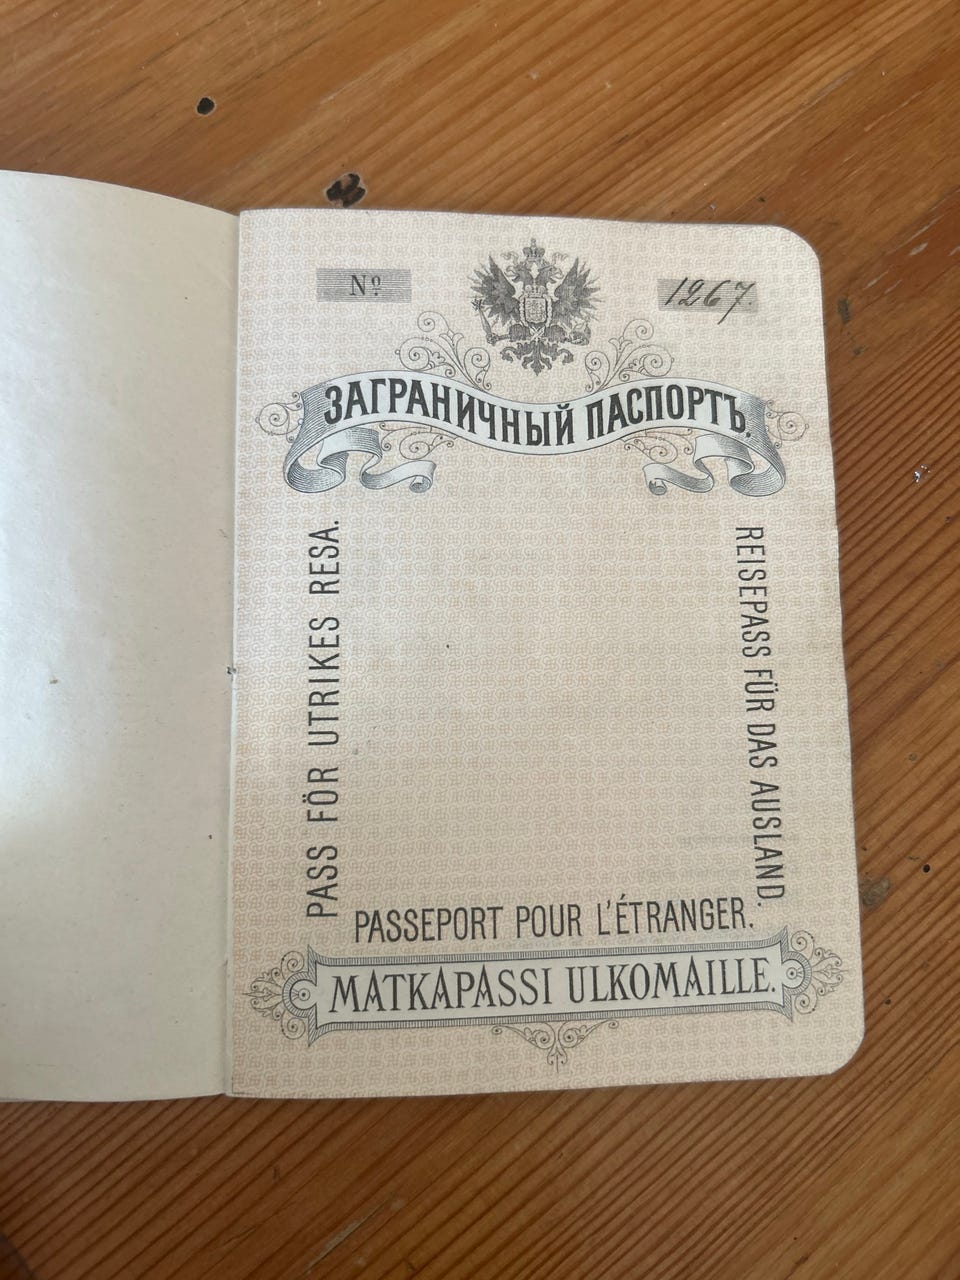 Nº 1267.
ЗАГРАНИЧНЫЙ ПАСПОРТЪ.
PASS FÖR UTRIKES RESA.
REISEPASS FÜR DAS AUSLAND.
PASSEPORT POUR L'ÉTRANGER.
MATKAPASSI ULKOMAILLE.